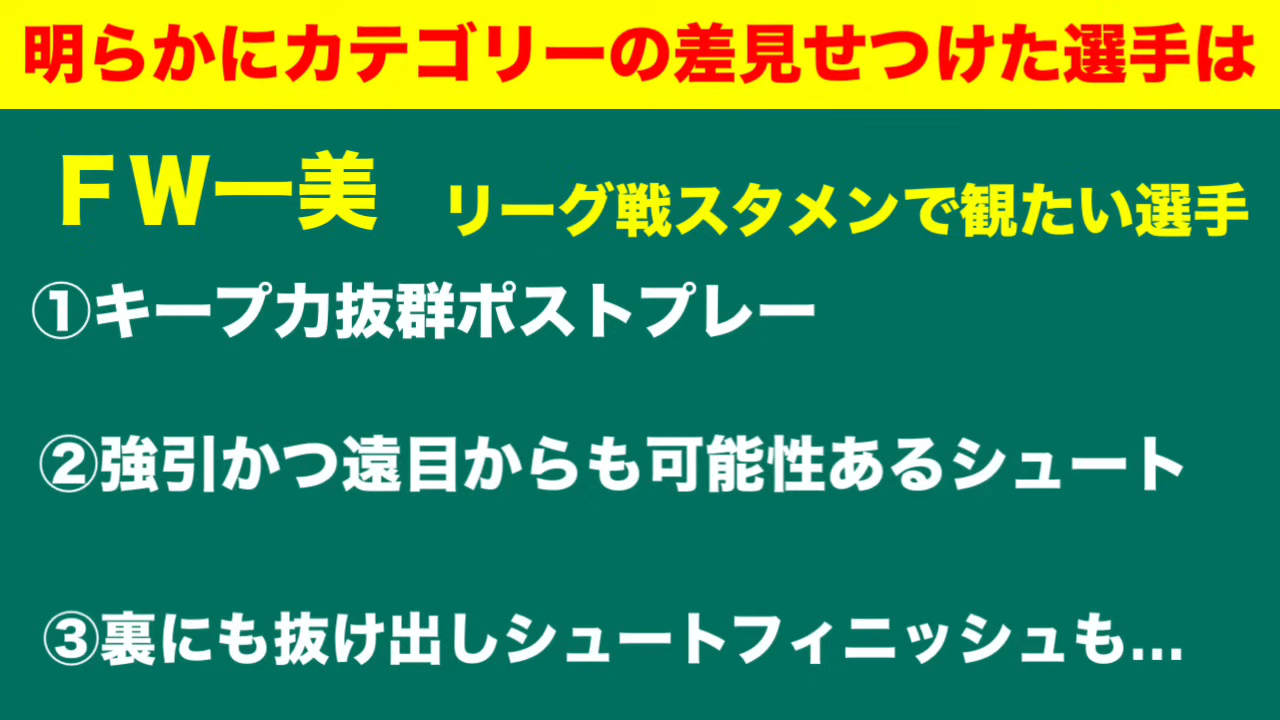 明らかにカテゴリーの差見せつけた選手は
ＦＷ一美 リーグ戦スタメンで観たい選手
①キープ力抜群ポストプレー
②強引かつ遠目からも可能性あるシュート
③裏にも抜け出しシュートフィニッシュも...